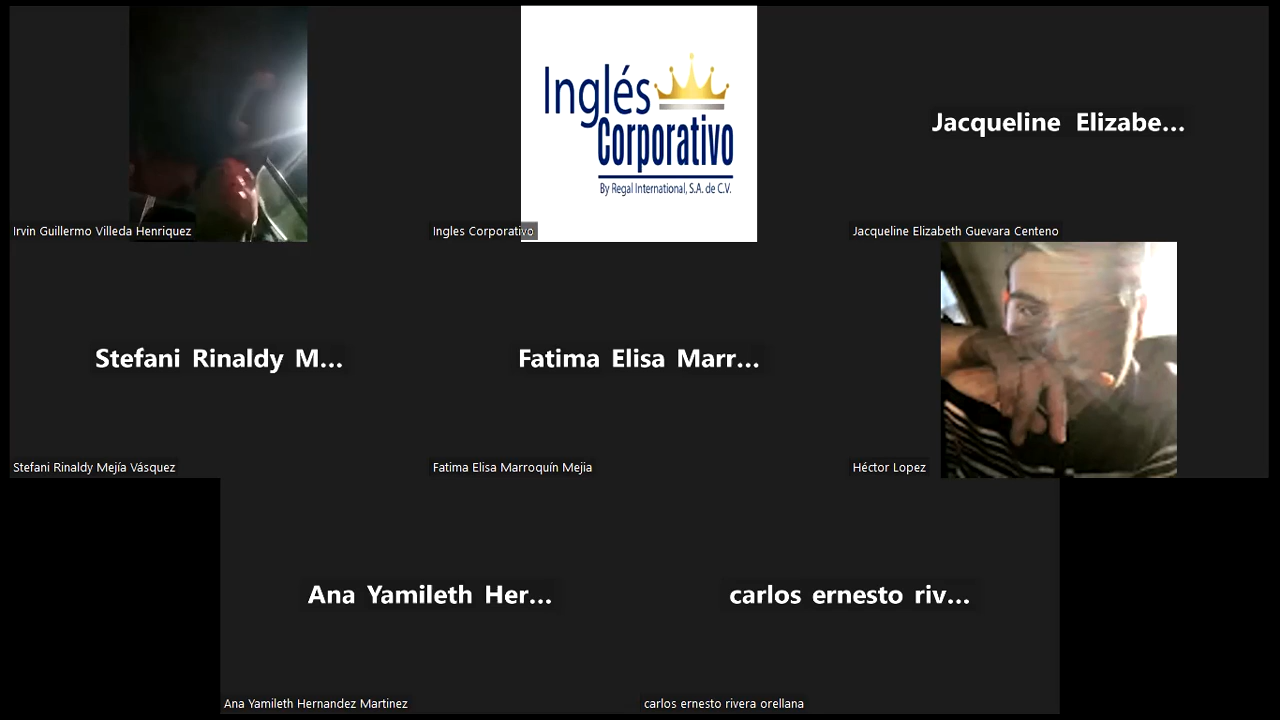 Inglés
Corporativo
By Regal International, S.A. de C.V.
Jacqueline Elizabe...
Irvin Guillermo Villeda Henriquez
Ingles Corporativo
Jacqueline Elizabeth Guevara Centeno
Stefani Rinaldy M...
Fatima Elisa Marr...
Stefani Rinaldy Mejía Vásquez
Fatima Elisa Marroquín Mejia
Héctor Lopez
Ana Yamileth Her...
carlos ernesto riv...
Ana Yamileth Hernandez Martinez
carlos ernesto rivera orellana